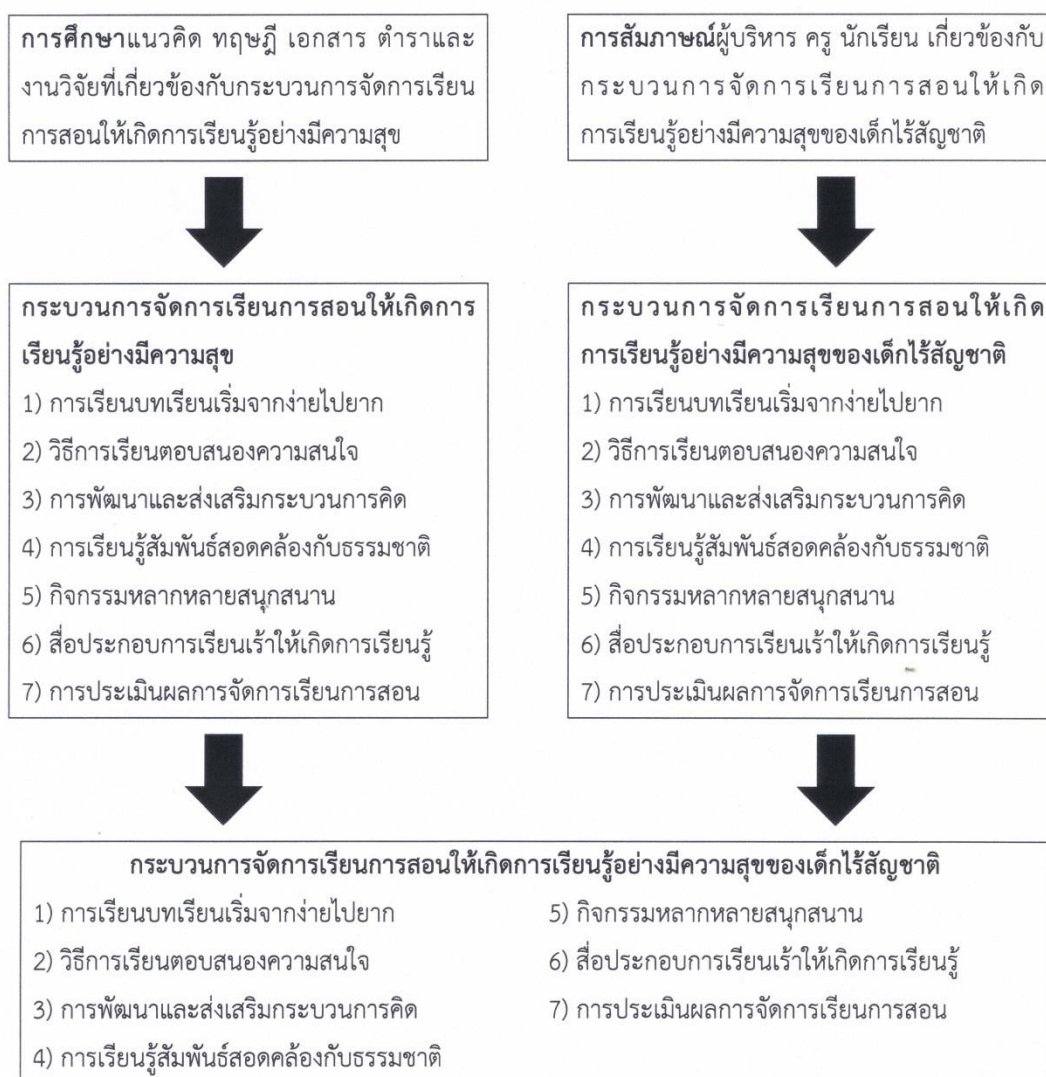 การศึกษาแนวคิด ทฤษฎี เอกสาร ตำราและ
งานวิจัยที่เกี่ยวข้องกับกระบวนการจัดการเรียน
การสอนให้เกิดการเรียนรู้อย่างมีความสุข
การสัมภาษณ์ผู้บริหาร ครู นักเรียน เกี่ยวข้องกับ
กระบวนการจัดการเรียนการสอนให้เกิด
การเรียนรู้อย่างมีความสุขของเด็กไร้สัญชาติ
กระบวนการจัดการเรียนการสอนให้เกิดการ
เรียนรู้อย่างมีความสุข
1) การเรียนบทเรียนเริ่มจากง่ายไปยาก
2) วิธีการเรียนตอบสนองความสนใจ
3) การพัฒนาและส่งเสริมกระบวนการคิด
4) การเรียนรู้สัมพันธ์สอดคล้องกับธรรมชาติ
5) กิจกรรมหลากหลายสนุกสนาน
6) สื่อประกอบการเรียนเร้าให้เกิดการเรียนรู้
7) การประเมินผลการจัดการเรียนการสอน
กระบวนการจัดการเรียนการสอนให้เกิด
การเรียนรู้อย่างมีความสุขของเด็กไร้สัญชาติ
1) การเรียนบทเรียนเริ่มจากง่ายไปยาก
2) วิธีการเรียนตอบสนองความสนใจ
3) การพัฒนาและส่งเสริมกระบวนการคิด
4) การเรียนรู้สัมพันธ์สอดคล้องกับธรรมชาติ
5) กิจกรรมหลากหลายสนุกสนาน
6) สื่อประกอบการเรียนเร้าให้เกิดการเรียนรู้
7) การประเมินผลการจัดการเรียนการสอน
กระบวนการจัดการเรียนการสอนให้เกิดการเรียนรู้อย่างมีความสุขของเด็กไร้สัญชาติ
1) การเรียนบทเรียนเริ่มจากง่ายไปยาก
2) วิธีการเรียนตอบสนองความสนใจ
3) การพัฒนาและส่งเสริมกระบวนการคิด
4) การเรียนรู้สัมพันธ์สอดคล้องกับธรรมชาติ
5) กิจกรรมหลากหลายสนุกสนาน
6) สื่อประกอบการเรียนเร้าให้เกิดการเรียนรู้
7) การประเมินผลการจัดการเรียนการสอน